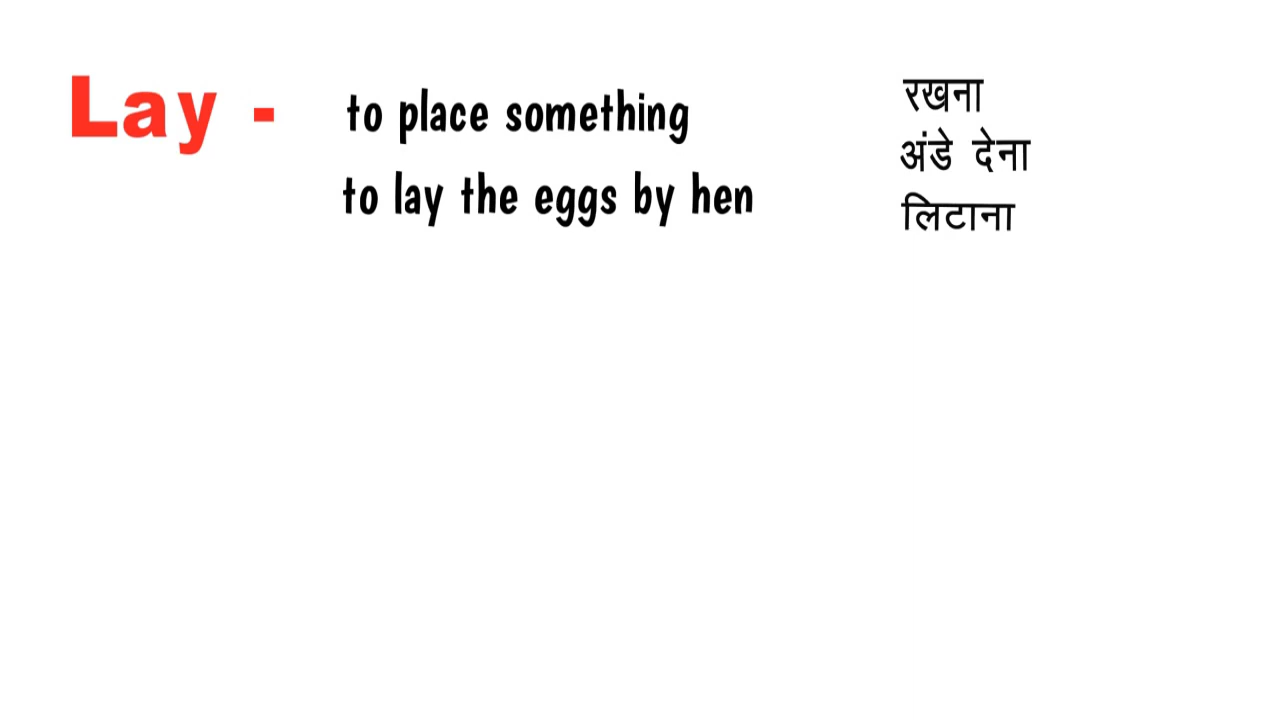 Lay - to place something रखना
अंडे देना
to lay the eggs by hen लिटाना